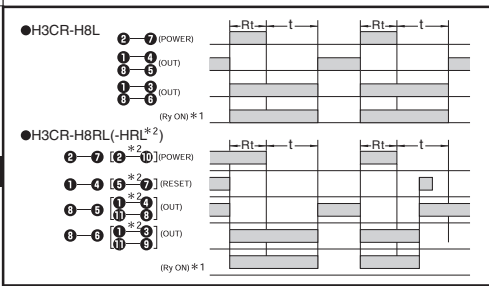 ●H3CR-H8L
Rt t Rt t
❷ ❼ (POWER)
❶ ❹
❽ ❺ (OUT)
❶ ❸
❽ ❻ (OUT)
(Ry ON) *1
●H3CR-H8RL(-HRL*2)
Rt t Rt t
❷ ❼ [❷ ❿]*2 (POWER)
❶ ❹ [❺ ❼]*2 (RESET)
❽ ❺ [❶ ❹ ⓫ ❽]*2 (OUT)
❽ ❻ [❶ ❸ ⓫ ❾]*2 (OUT)
(Ry ON) *1